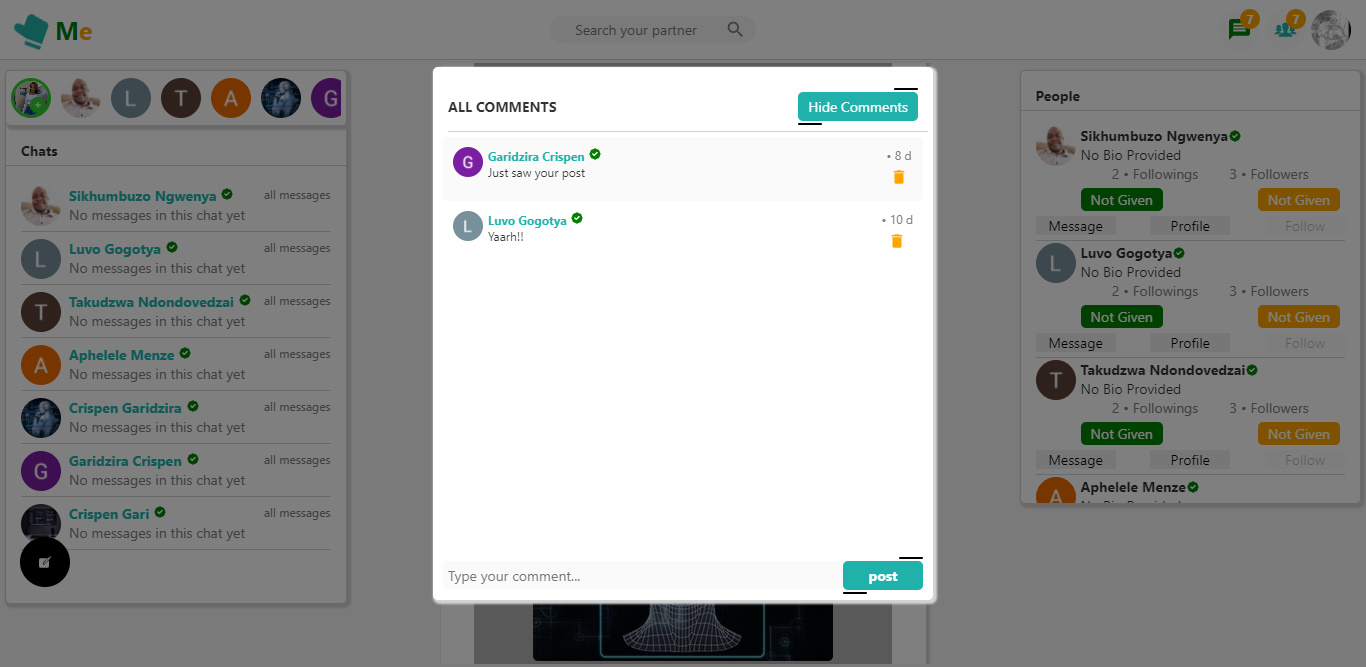 Me
Search your partner
7
7
L
T
A
G
Chats
Sikhumbuzo Ngwenya
all messages
No messages in this chat yet
L
Luvo Gogotya
all messages
No messages in this chat yet
T
Takudzwa Ndondovedzai
all messages
No messages in this chat yet
A
Aphelele Menze
all messages
No messages in this chat yet
Crispen Garidzira
all messages
No messages in this chat yet
G
Garidzira Crispen
all messages
No messages in this chat yet
Crispen Gari
all messages
No messages in this chat yet
ALL COMMENTS
Hide Comments
G
Garidzira Crispen
• 8 d
Just saw your post
L
Luvo Gogotya
• 10 d
Yaarh!!
Type your comment...
post
People
Sikhumbuzo Ngwenya
No Bio Provided
2 • Followings 3 • Followers
Not Given Not Given
Message Profile Follow
L
Luvo Gogotya
No Bio Provided
2 • Followings 3 • Followers
Not Given Not Given
Message Profile Follow
T
Takudzwa Ndondovedzai
No Bio Provided
2 • Followings 3 • Followers
Not Given Not Given
Message Profile Follow
A
Aphelele Menze
No Bio Provided